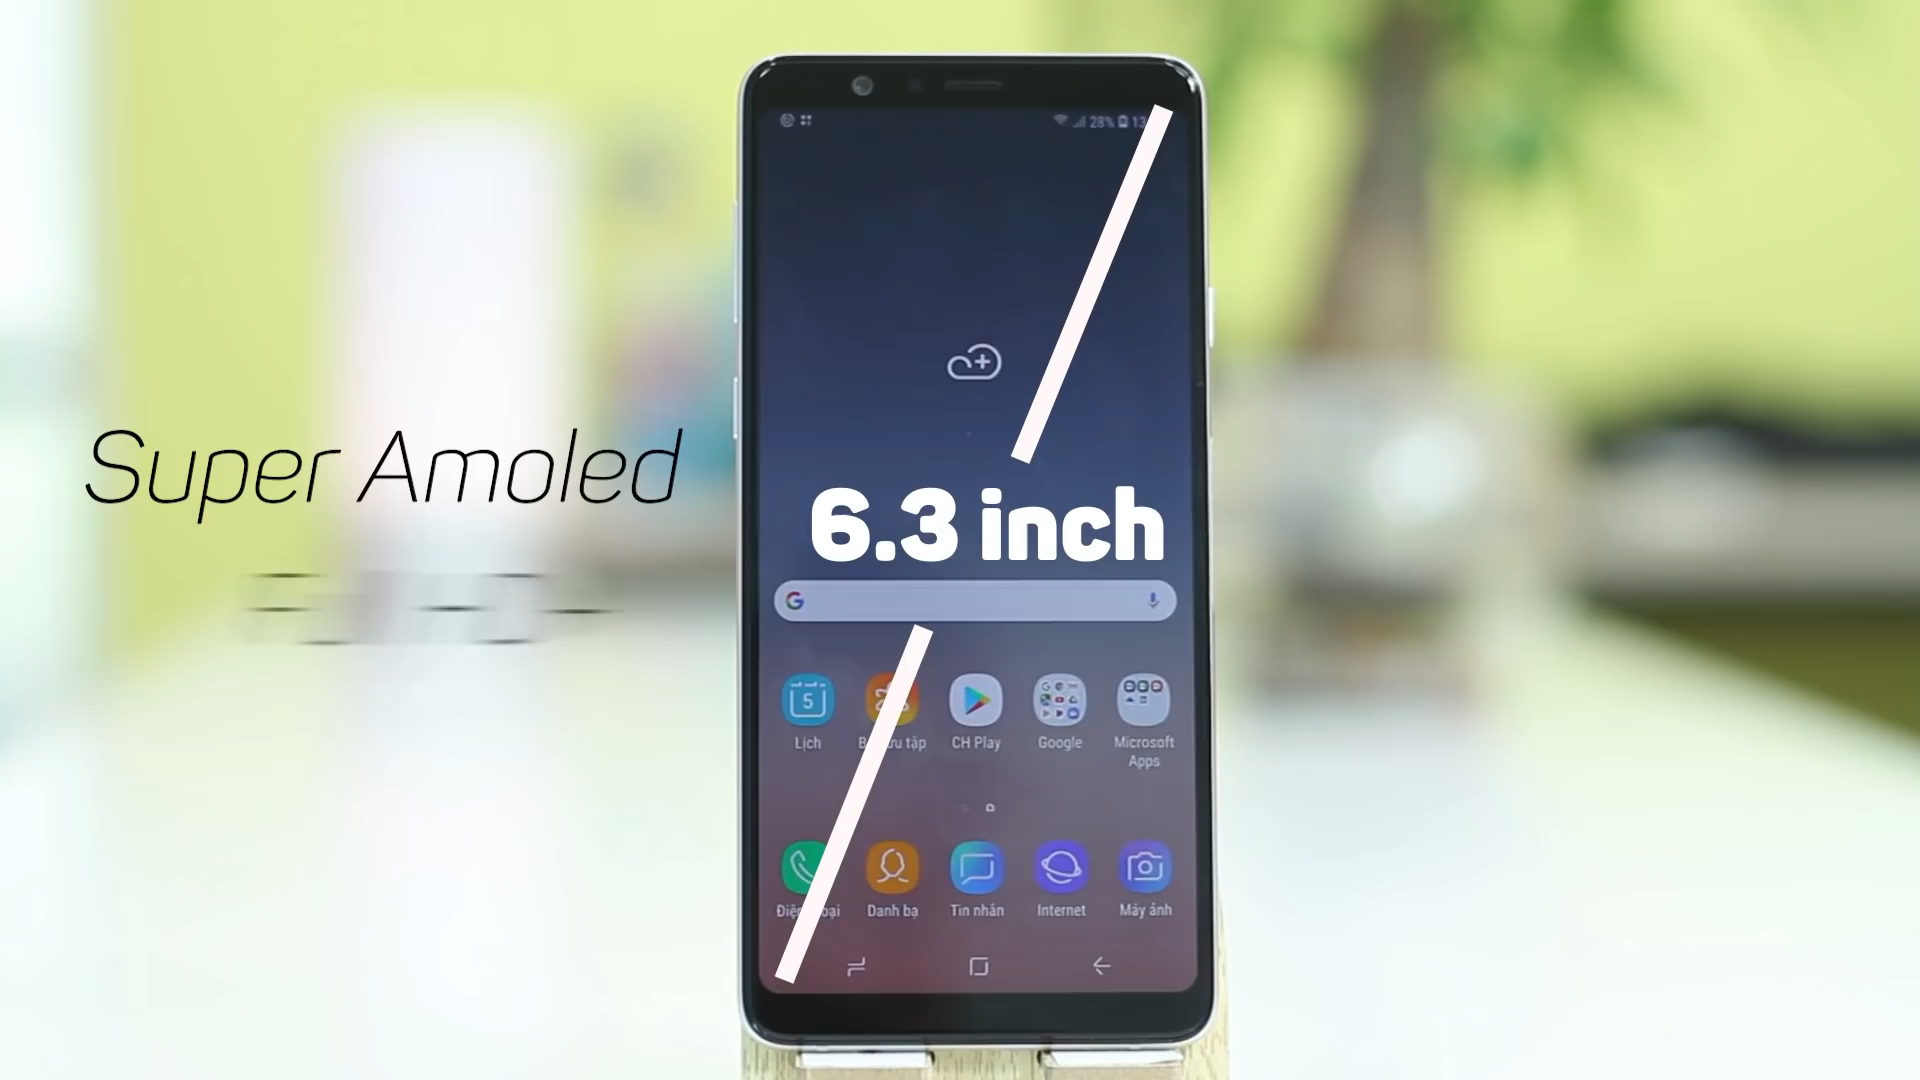 28%
Super Amoled
6.3 inch
5
Lịch
CH Play
Google
Microsoft
Apps
Danh bạ
Tin nhắn
Internet
Máy ảnh